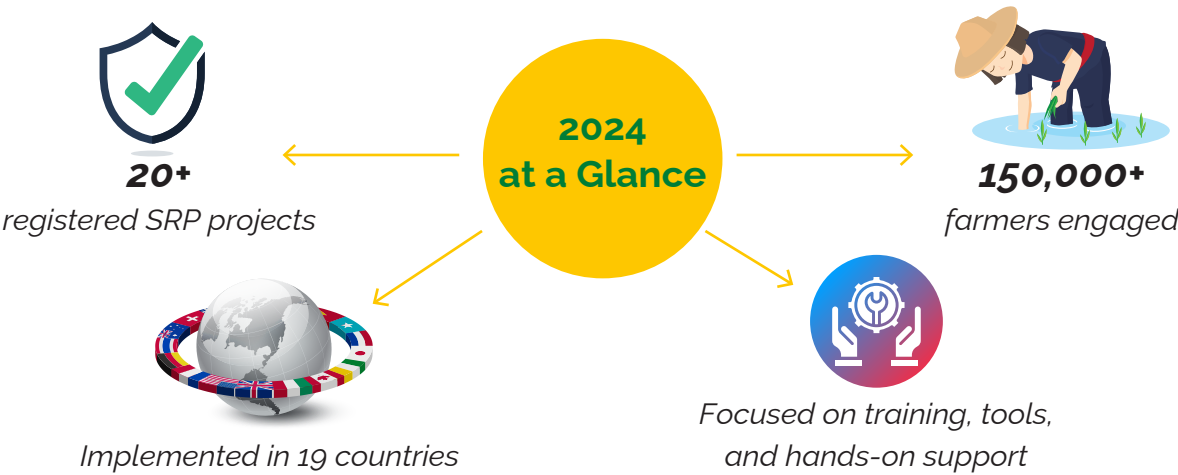 2024
at a Glance
20+
registered SRP projects
150,000+
farmers engaged
Implemented in 19 countries
Focused on training, tools,
and hands-on support